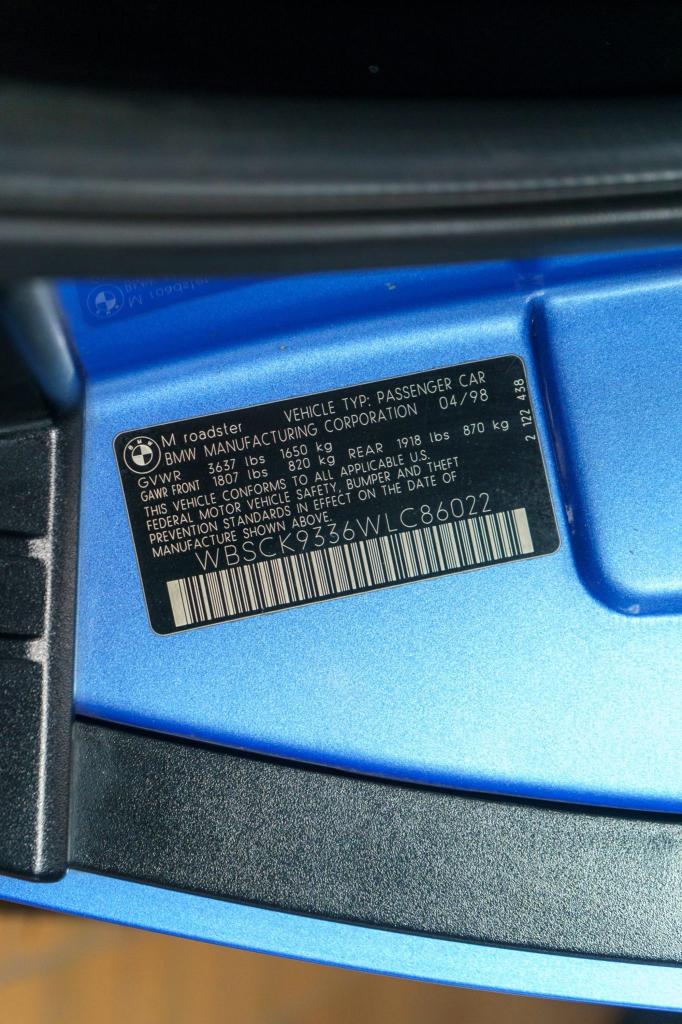 BMW
M roadster VEHICLE TYP: PASSENGER CAR
BMW MANUFACTURING CORPORATION 04/98
GVWR 3637 lbs 1650 kg
GAWR FRONT 1807 lbs 820 kg REAR 1918 lbs 870 kg
THIS VEHICLE CONFORMS TO ALL APPLICABLE U.S.
FEDERAL MOTOR VEHICLE SAFETY, BUMPER AND THEFT
PREVENTION STANDARDS IN EFFECT ON THE DATE OF
MANUFACTURE SHOWN ABOVE.
WBSCK9336WLC86022
2 122 438